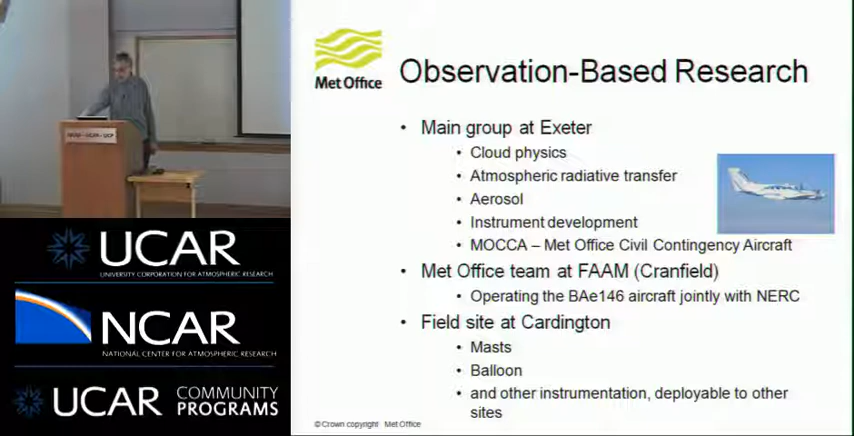 Met Office
Observation-Based Research
• Main group at Exeter
• Cloud physics
• Atmospheric radiative transfer
• Aerosol
• Instrument development
• MOCCA – Met Office Civil Contingency Aircraft
• Met Office team at FAAM (Cranfield)
• Operating the BAe146 aircraft jointly with NERC
• Field site at Cardington
• Masts
• Balloon
• and other instrumentation, deployable to other
sites
© Crown copyright Met Office
UCAR
UNIVERSITY CORPORATION FOR ATMOSPHERIC RESEARCH
NCAR
NATIONAL CENTER FOR ATMOSPHERIC RESEARCH
UCAR COMMUNITY
PROGRAMS